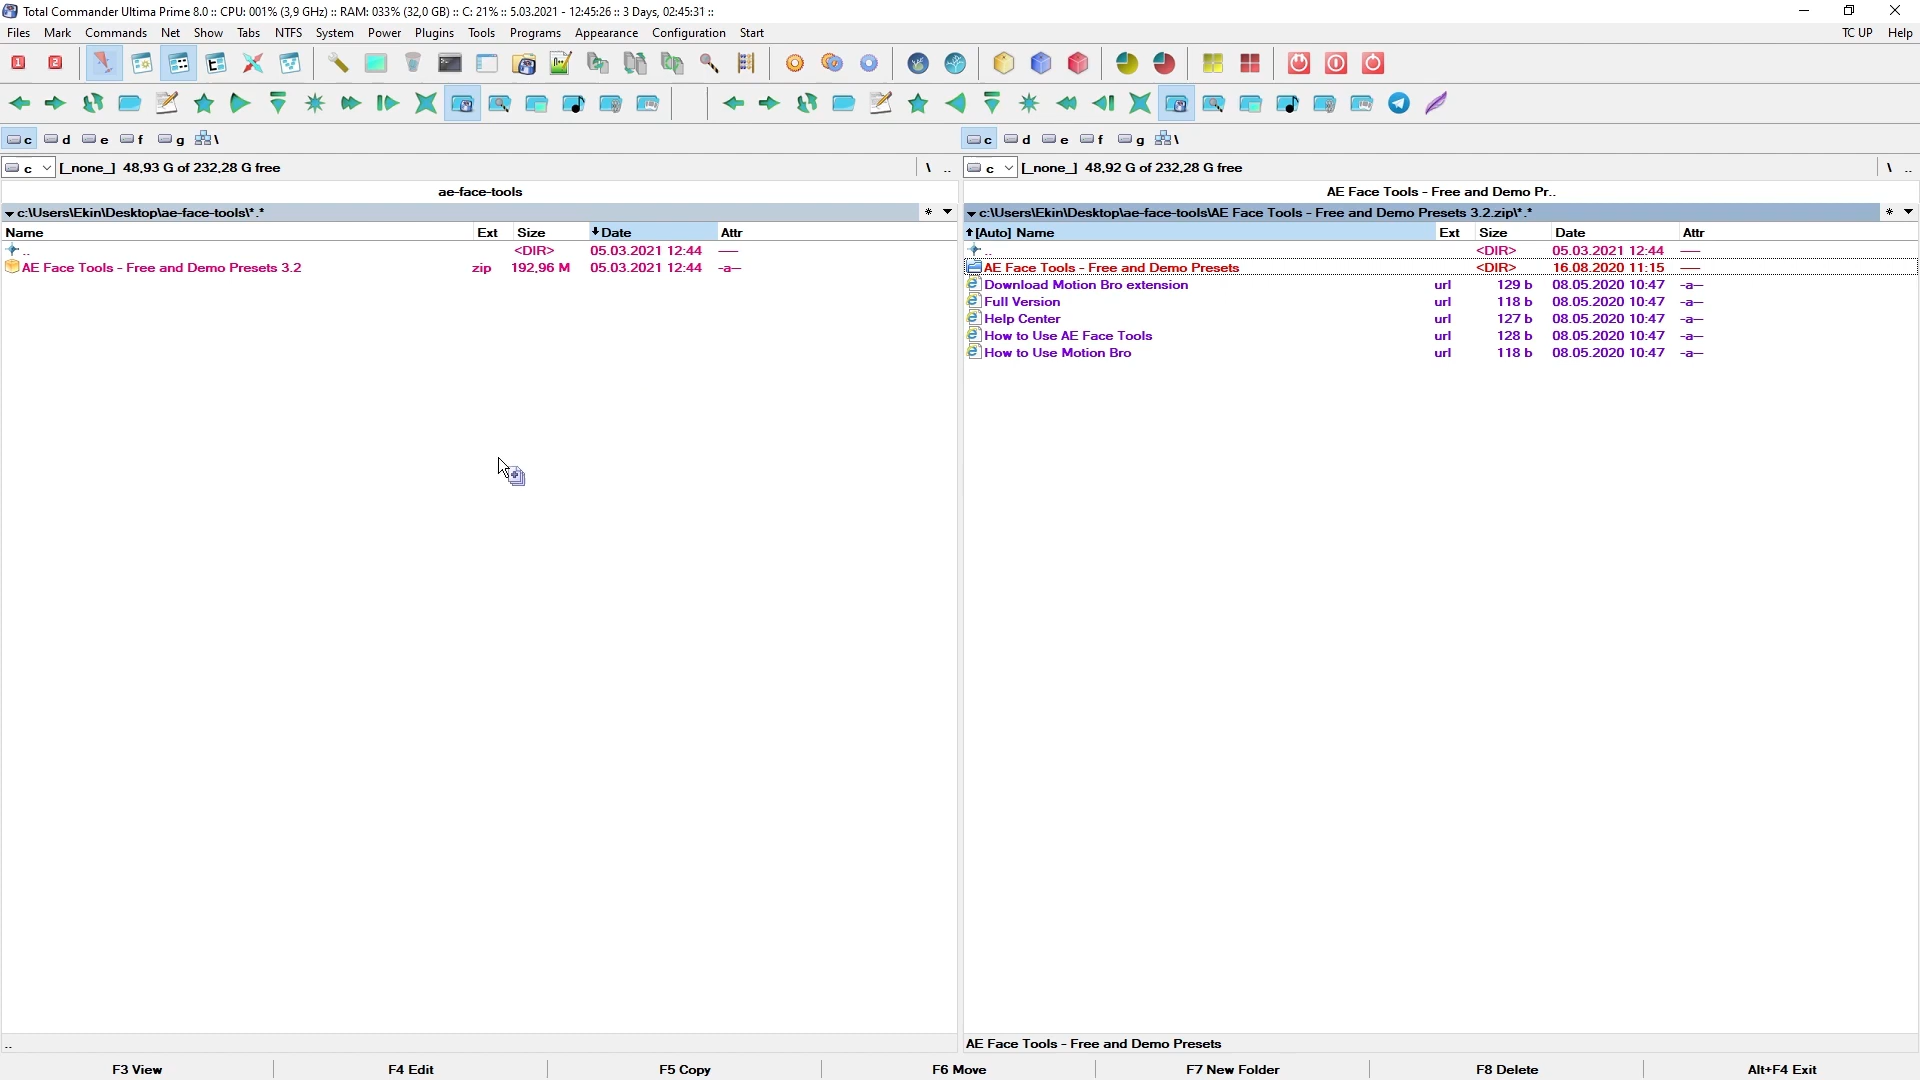 Total Commander Ultima Prime 8.0 :: CPU: 001% (3,9 GHz) :: RAM: 033% (32,0 GB) :: C: 21% :: 5.03.2021 - 12:45:26 :: 3 Days, 02:45:31 ::
Files Mark Commands Net Show Tabs NTFS System Power Plugins Tools Programs Appearance Commands Configuration Start TC UP Help
1 2
c d e f g \ c d e f g \
c [_none_] 48,93 G of 232,28 G free \ .. c [_none_] 48,92 G of 232,28 G free \ ..
ae-face-tools AE Face Tools - Free and Demo Pr..
c:\Users\Ekin\Desktop\ae-face-tools\*.* * c:\Users\Ekin\Desktop\ae-face-tools\AE Face Tools - Free and Demo Presets 3.2.zip\*.* *
Name Ext Size Date Attr
.. <DIR> 05.03.2021 12:44 ----
AE Face Tools - Free and Demo Presets 3.2 zip 192,96 M 05.03.2021 12:44 -a--
[Auto] Name Ext Size Date Attr
.. <DIR> 05.03.2021 12:44 ----
AE Face Tools - Free and Demo Presets <DIR> 16.08.2020 11:15 ----
Download Motion Bro extension url 129 b 08.05.2020 10:47 -a--
Full Version url 118 b 08.05.2020 10:47 -a--
Help Center url 127 b 08.05.2020 10:47 -a--
How to Use AE Face Tools url 128 b 08.05.2020 10:47 -a--
How to Use Motion Bro url 118 b 08.05.2020 10:47 -a--
.. AE Face Tools - Free and Demo Presets
F3 View F4 Edit F5 Copy F6 Move F7 New Folder F8 Delete Alt+F4 Exit